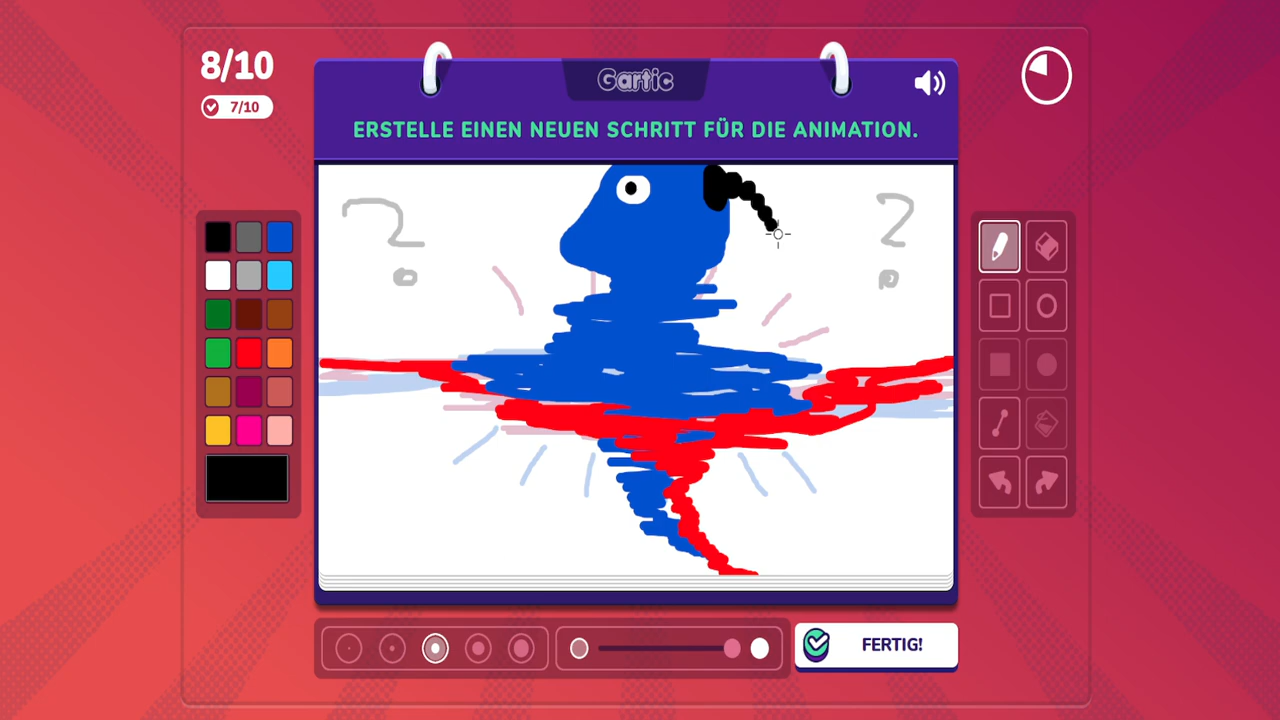 8/10
7/10
Gartic
ERSTELLE EINEN NEUEN SCHRITT FÜR DIE ANIMATION.
? ?
FERTIG!